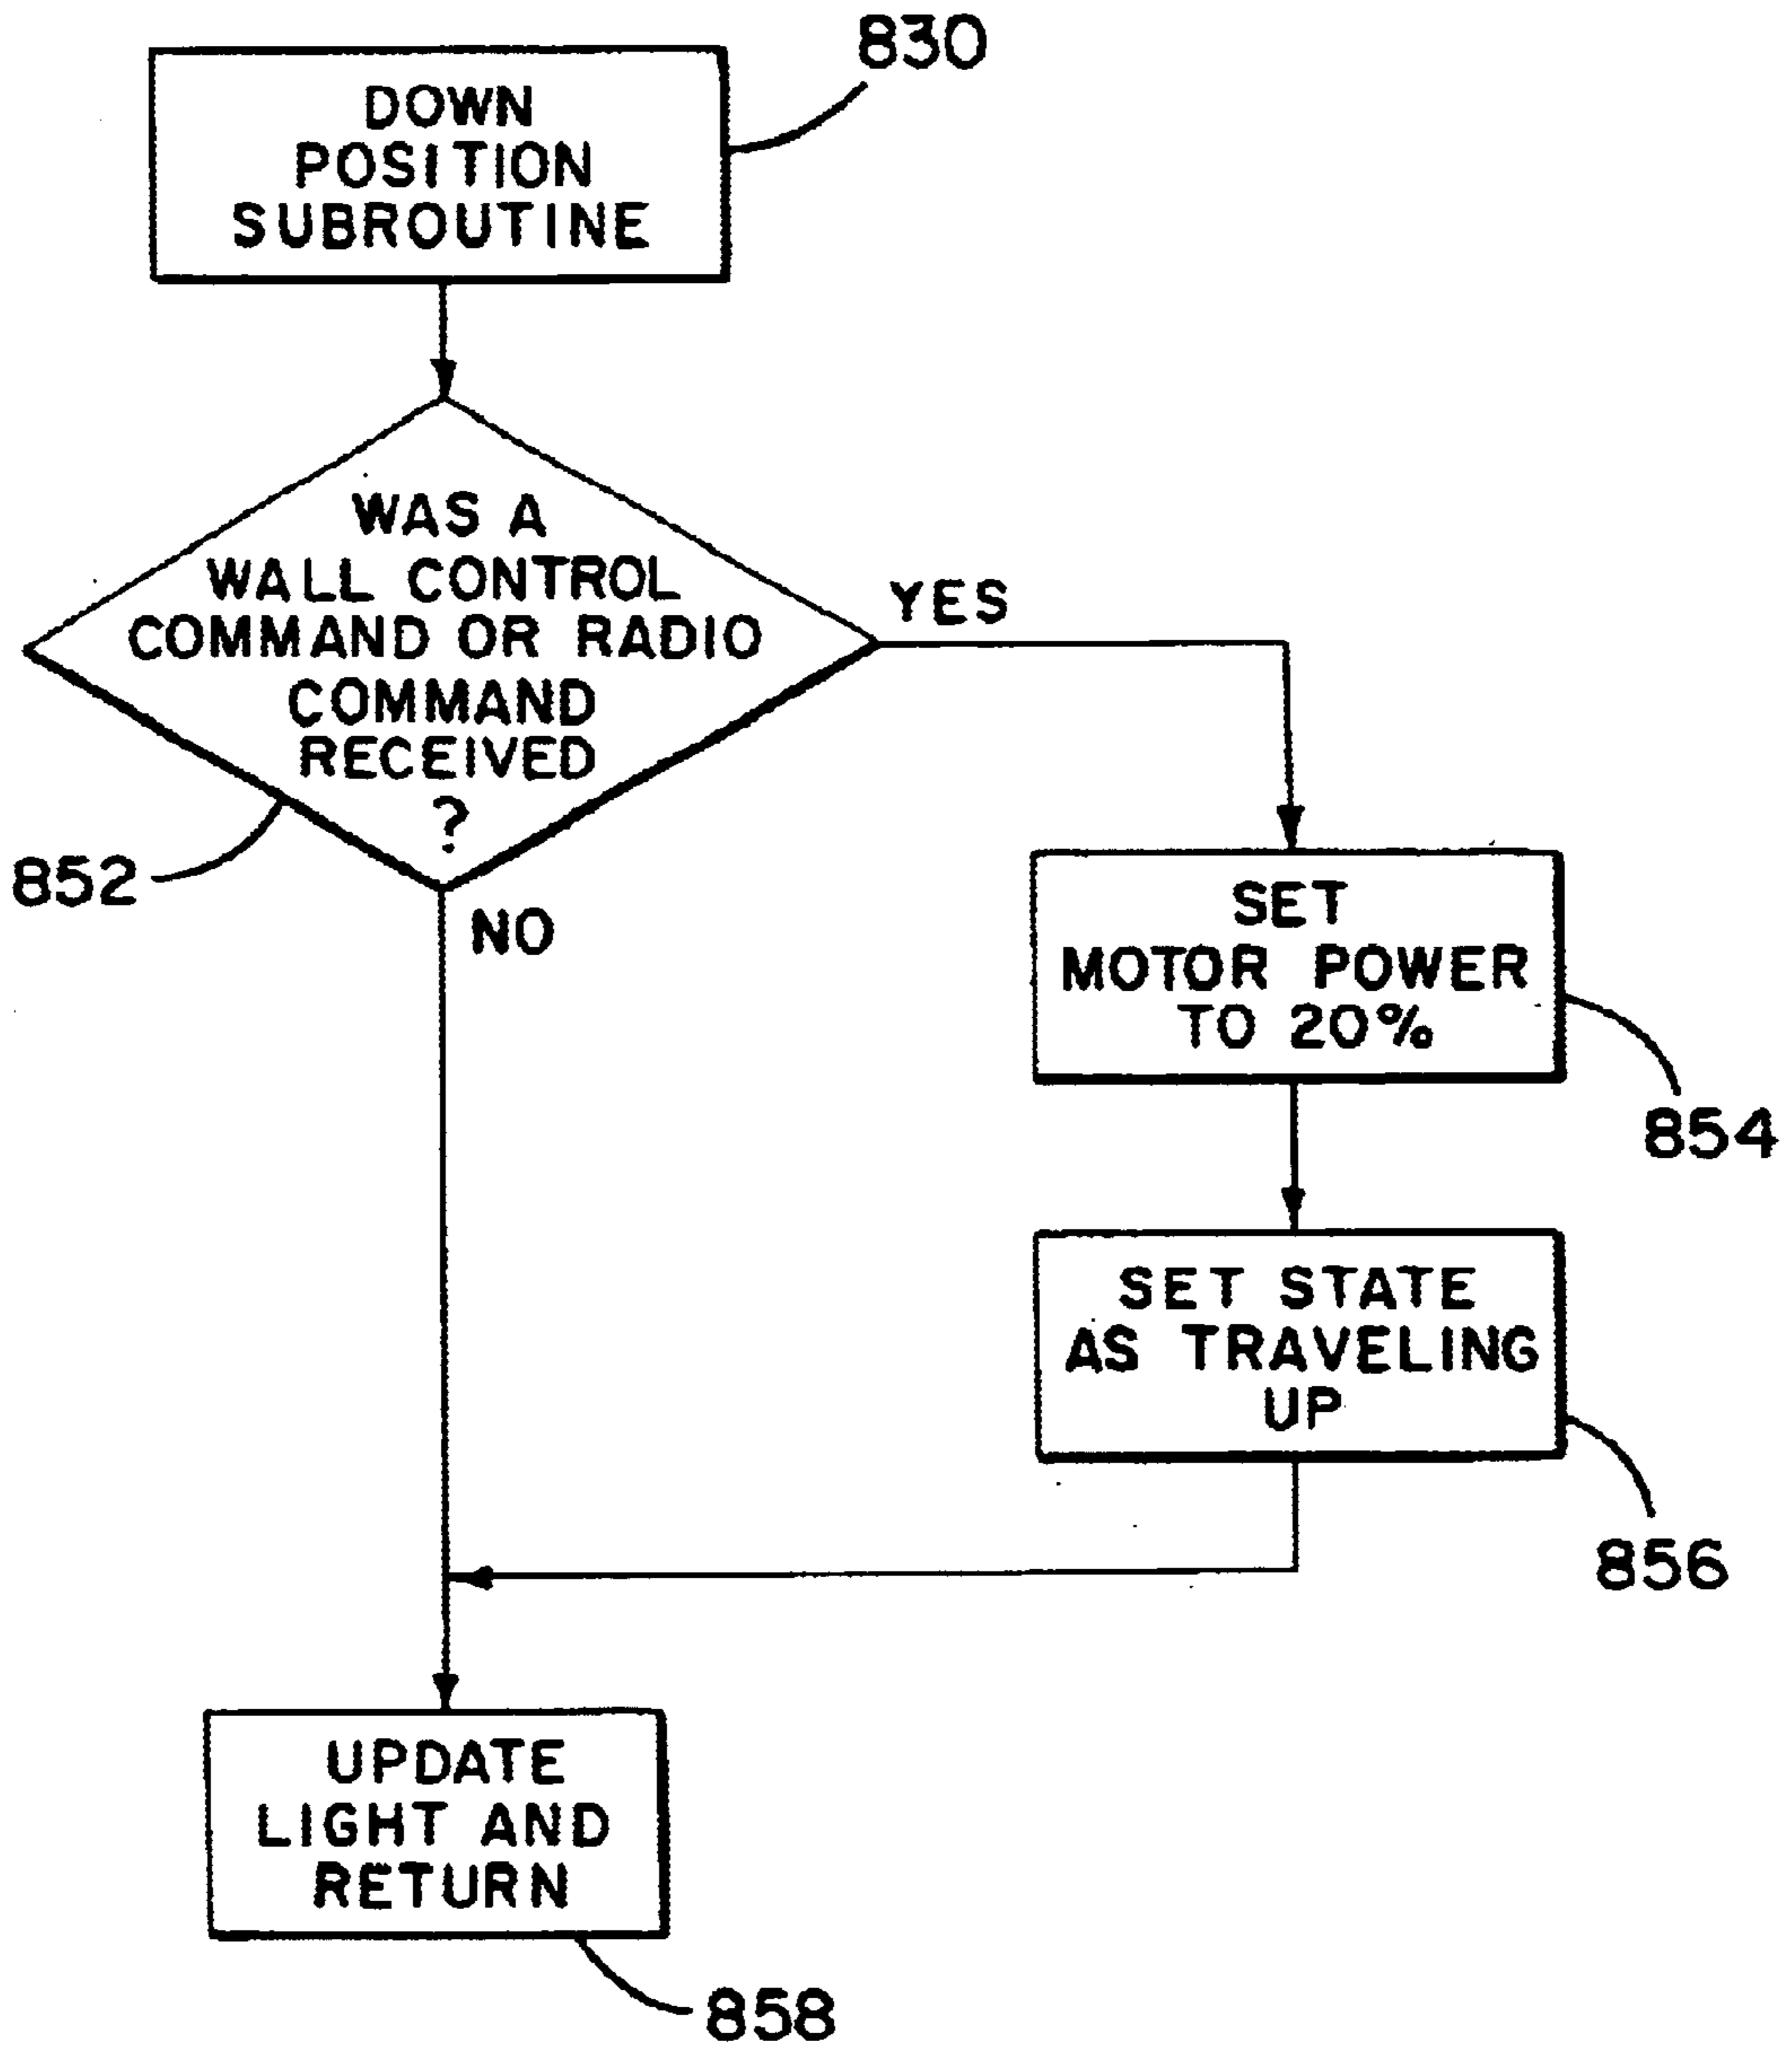 830
DOWN
POSITION
SUBROUTINE
WAS A
WALL CONTROL
COMMAND OR RADIO
COMMAND
RECEIVED
?
YES
852
NO
SET
MOTOR POWER
TO 20%
854
SET STATE
AS TRAVELING
UP
856
UPDATE
LIGHT AND
RETURN
858